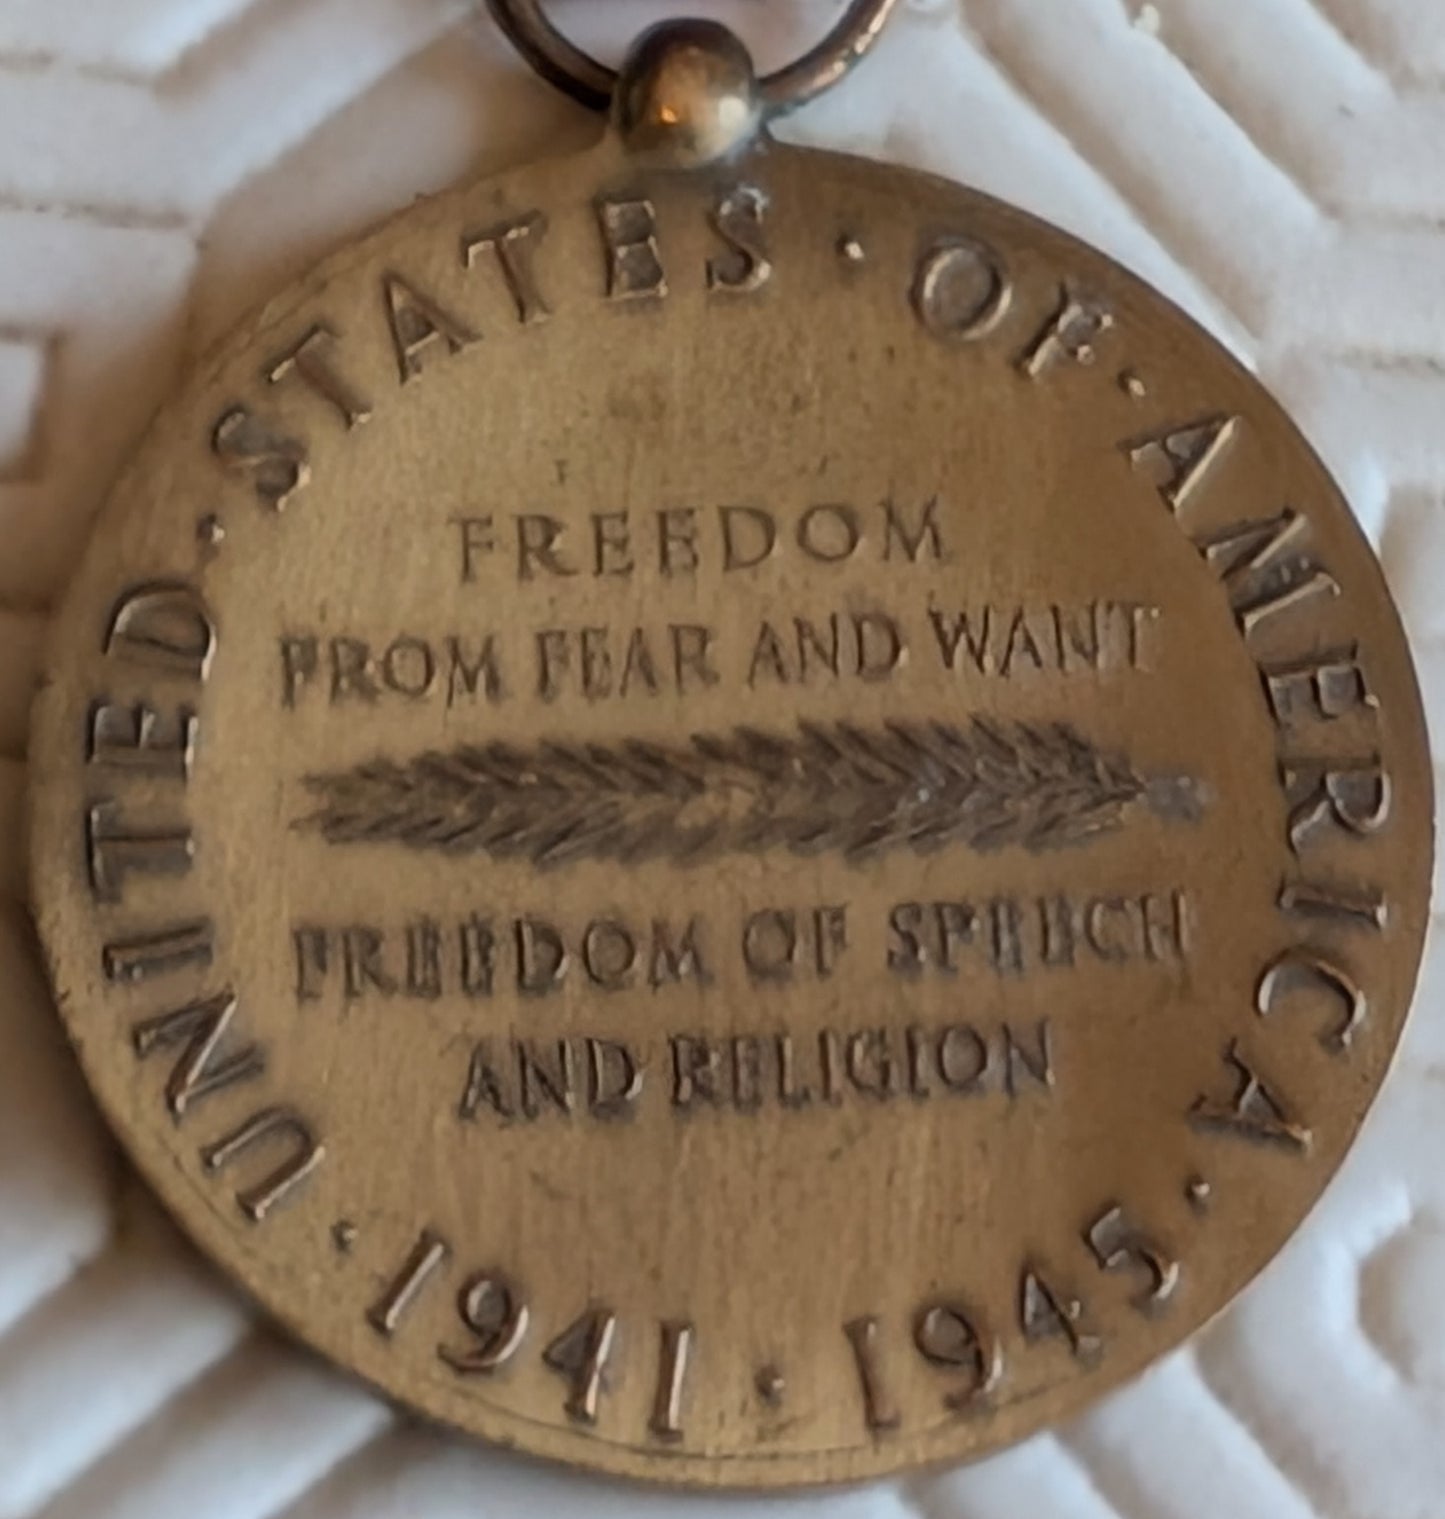 UNITED · STATES · OF · AMERICA ·
FREEDOM
FROM FEAR AND WANT
FREEDOM OF SPEECH
AND RELIGION
· 1941 · 1945